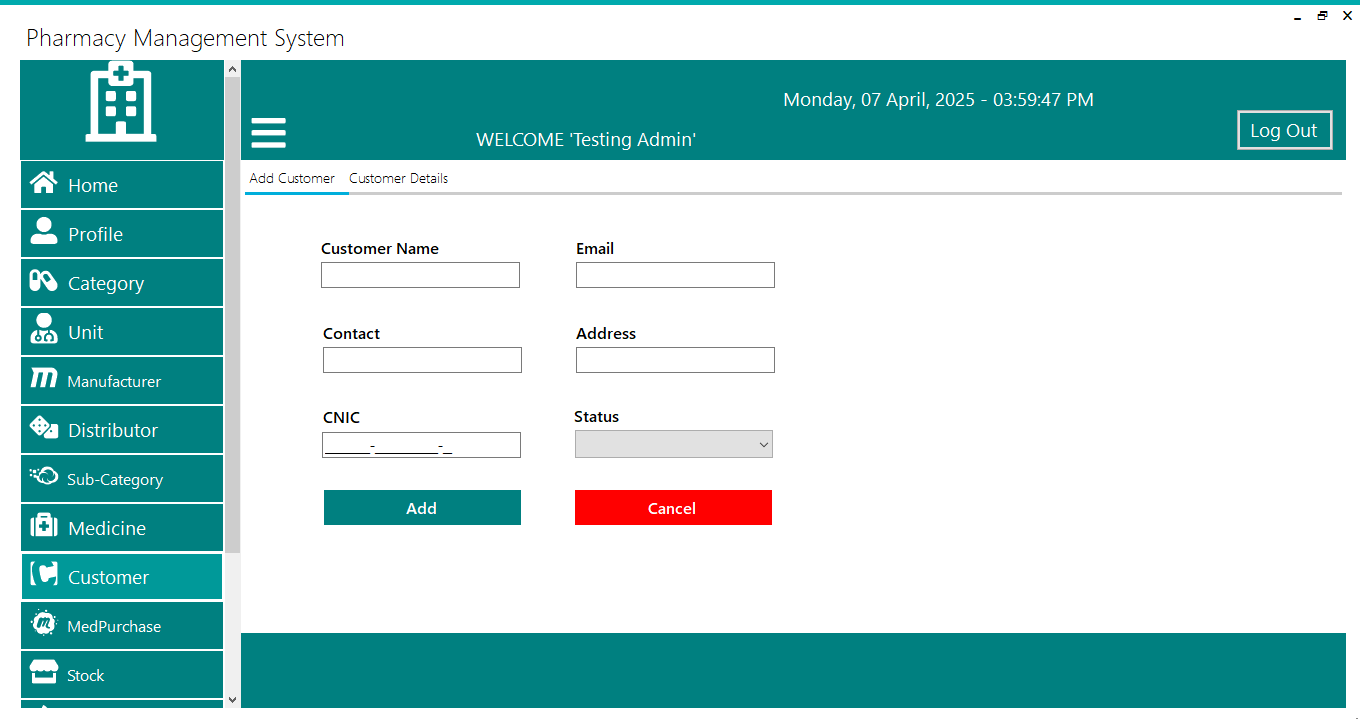 Pharmacy Management System
Monday, 07 April, 2025 - 03:59:47 PM
WELCOME 'Testing Admin'
Log Out
Home
Profile
Category
Unit
Manufacturer
Distributor
Sub-Category
Medicine
Customer
MedPurchase
Stock
Add Customer Customer Details
Customer Name Email
Contact Address
CNIC Status
_____-_______-_
Add Cancel